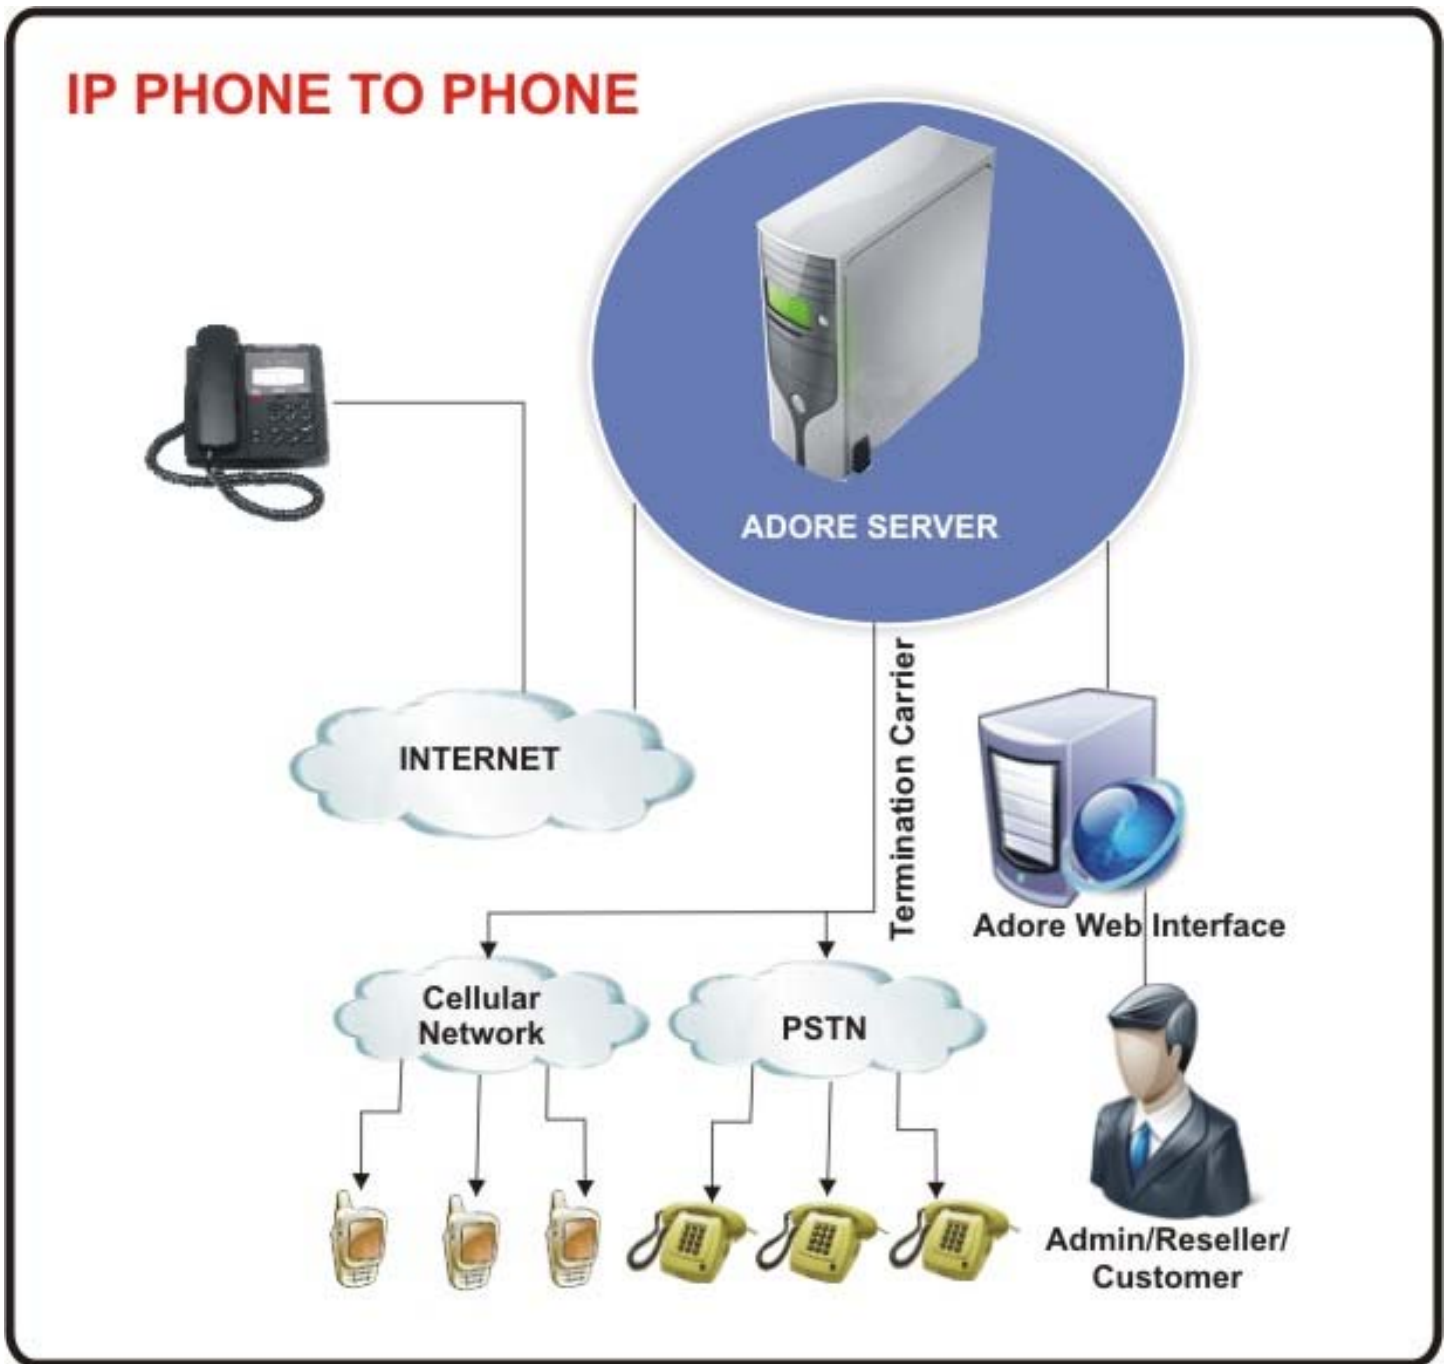 IP PHONE TO PHONE
ADORE SERVER
INTERNET
Termination Carrier
Adore Web Interface
Cellular
Network
PSTN
Admin/Reseller/
Customer